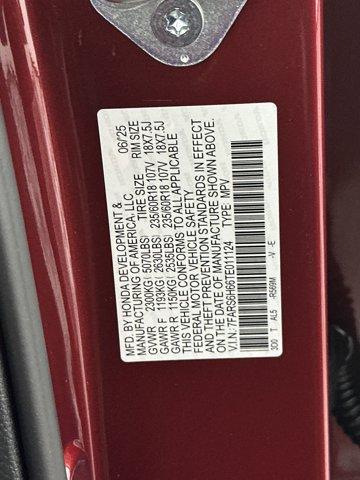 MFD. BY HONDA DEVELOPMENT &
MANUFACTURING OF AMERICA, LLC 06/25
TIRE SIZE RIM SIZE
GVWR 2300KG ( 5070LBS)
GAWR F 1193KG ( 2630LBS) 235/60R18 107V 18X7.5J
GAWR R 1150KG ( 2535LBS) 235/60R18 107V 18X7.5J
THIS VEHICLE CONFORMS TO ALL APPLICABLE
FEDERAL MOTOR VEHICLE SAFETY
AND THEFT PREVENTION STANDARDS IN EFFECT
ON THE DATE OF MANUFACTURE SHOWN ABOVE.
V.I.N.: 7FARS6H66TE011124 TYPE: MPV
3D0 T AL5 -R569M -V -E